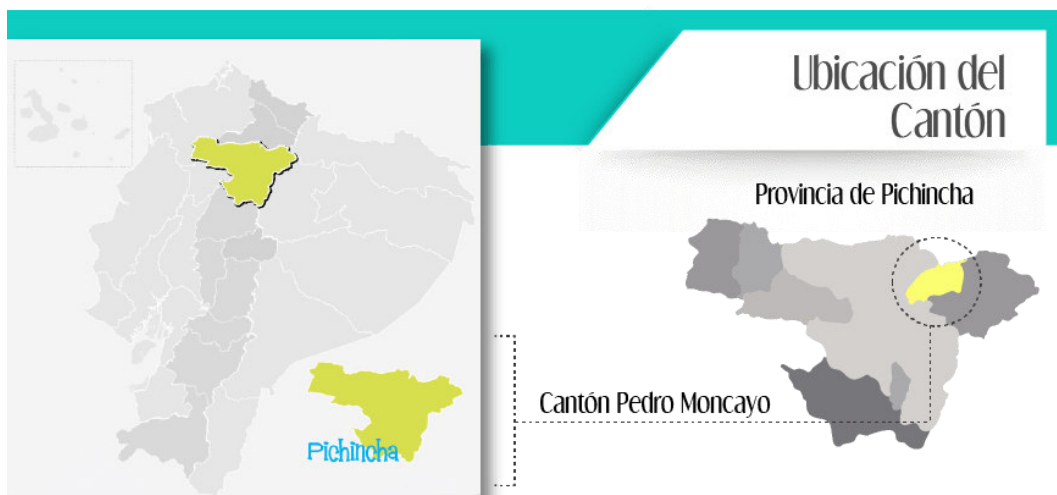 Ubicación del
Cantón
Provincia de Pichincha
Cantón Pedro Moncayo
Pichincha